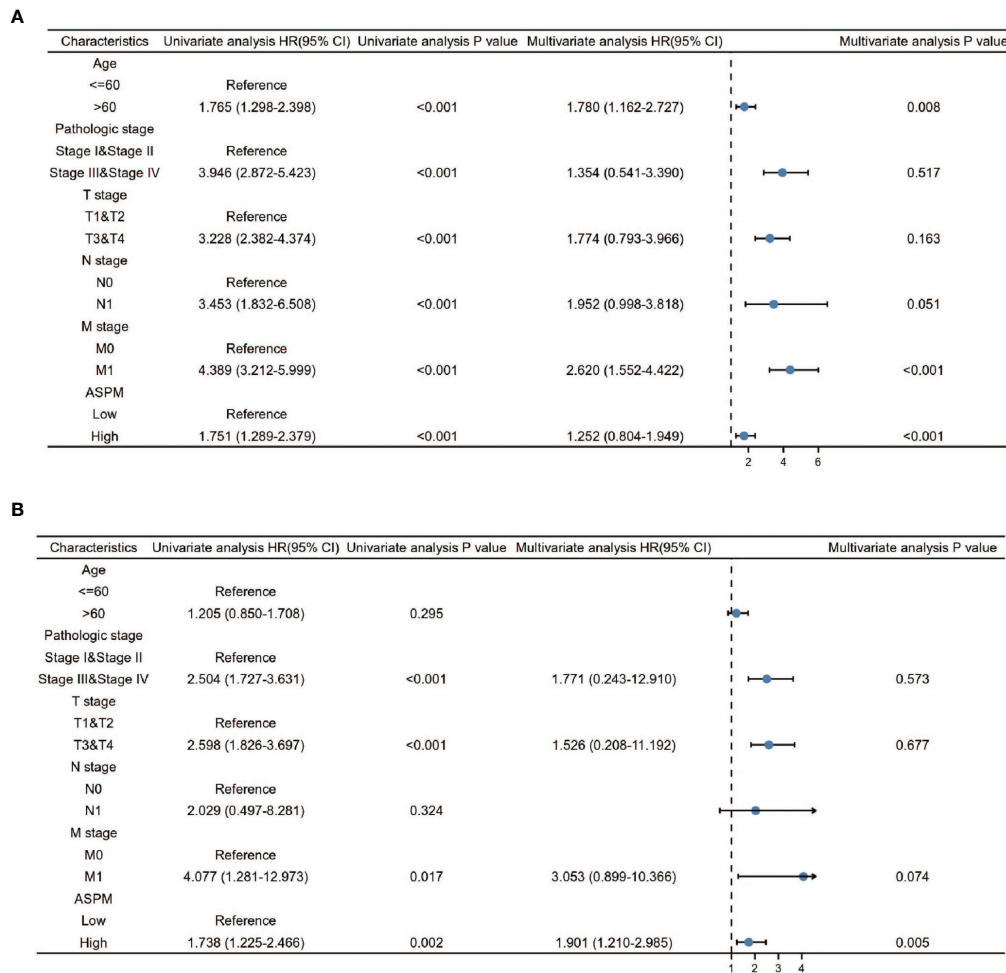 A
Characteristics Univariate analysis HR(95% CI) Univariate analysis P value Multivariate analysis HR(95% CI) Multivariate analysis P value
Age
<=60 Reference
>60 1.765 (1.298-2.398) <0.001 1.780 (1.162-2.727) 0.008
Pathologic stage
Stage I&Stage II Reference
Stage III&Stage IV 3.946 (2.872-5.423) <0.001 1.354 (0.541-3.390) 0.517
T stage
T1&T2 Reference
T3&T4 3.228 (2.382-4.374) <0.001 1.774 (0.793-3.966) 0.163
N stage
N0 Reference
N1 3.453 (1.832-6.508) <0.001 1.952 (0.998-3.818) 0.051
M stage
M0 Reference
M1 4.389 (3.212-5.999) <0.001 2.620 (1.552-4.422) <0.001
ASPM
Low Reference
High 1.751 (1.289-2.379) <0.001 1.252 (0.804-1.949) <0.001
2 4 6
B
Characteristics Univariate analysis HR(95% CI) Univariate analysis P value Multivariate analysis HR(95% CI) Multivariate analysis P value
Age
<=60 Reference
>60 1.205 (0.850-1.708) 0.295
Pathologic stage
Stage I&Stage II Reference
Stage III&Stage IV 2.504 (1.727-3.631) <0.001 1.771 (0.243-12.910) 0.573
T stage
T1&T2 Reference
T3&T4 2.598 (1.826-3.697) <0.001 1.526 (0.208-11.192) 0.677
N stage
N0 Reference
N1 2.029 (0.497-8.281) 0.324
M stage
M0 Reference
M1 4.077 (1.281-12.973) 0.017 3.053 (0.899-10.366) 0.074
ASPM
Low Reference
High 1.738 (1.225-2.466) 0.002 1.901 (1.210-2.985) 0.005
1 2 3 4